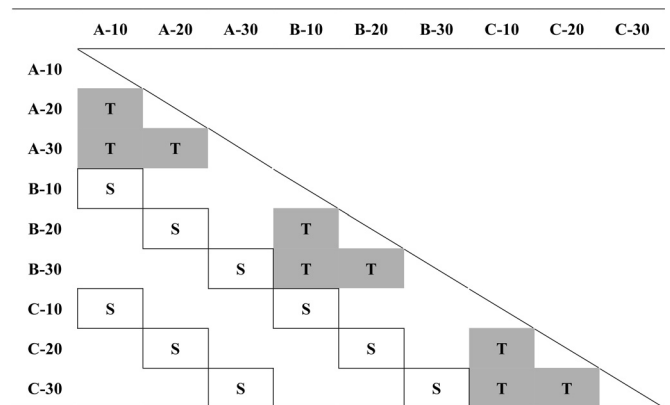 A-10 A-20 A-30 B-10 B-20 B-30 C-10 C-20 C-30
A-10
A-20 T
A-30 T T
B-10 S
B-20 S T
B-30 S T T
C-10 S S
C-20 S S T
C-30 S S T T